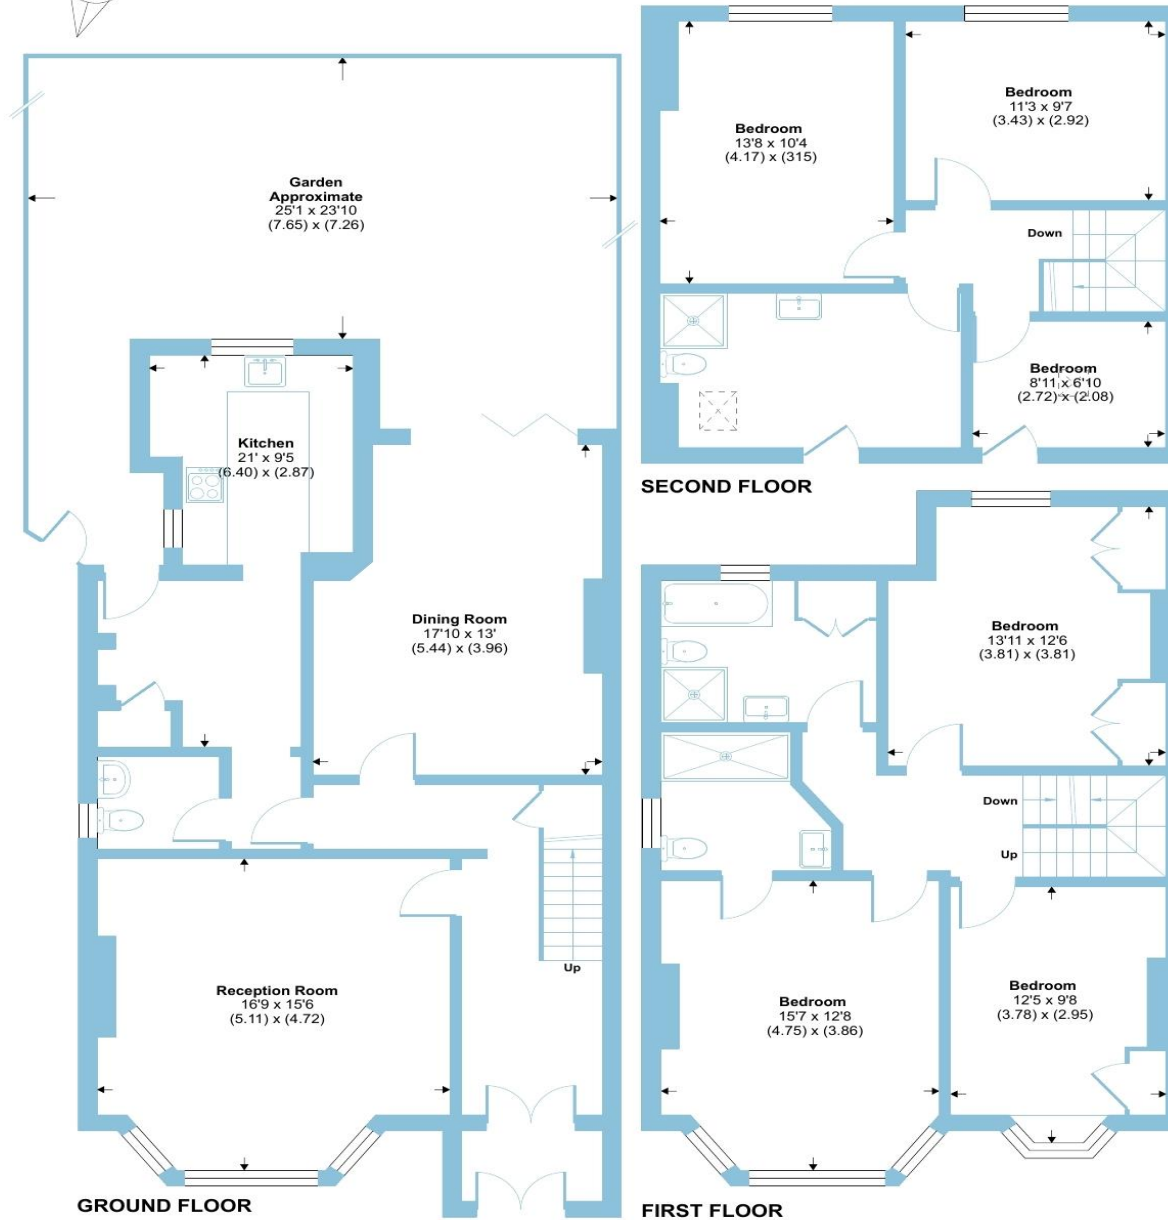 Garden
Approximate
25'1 x 23'10
(7.65) x (7.26)
Kitchen
21' x 9'5
(6.40) x (2.87)
Dining Room
17'10 x 13'
(5.44) x (3.96)
Reception Room
16'9 x 15'6
(5.11) x (4.72)
Up
GROUND FLOOR
Bedroom
13'8 x 10'4
(4.17) x (315)
Bedroom
11'3 x 9'7
(3.43) x (2.92)
Down
Bedroom
8'11 x 6'10
(2.72) x (2.08)
SECOND FLOOR
Bedroom
13'11 x 12'6
(3.81) x (3.81)
Down
Up
Bedroom
15'7 x 12'8
(4.75) x (3.86)
Bedroom
12'5 x 9'8
(3.78) x (2.95)
FIRST FLOOR